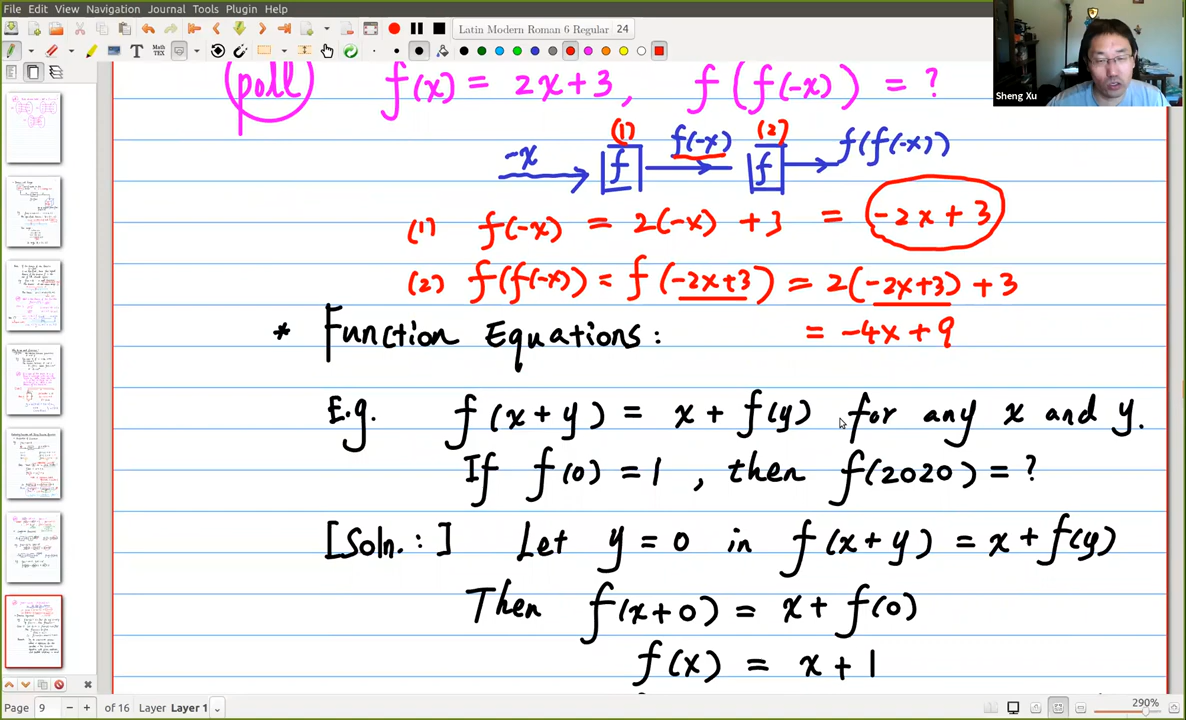 File Edit View Navigation Journal Tools Plugin Help
Latin Modern Roman 6 Regular 24
Sheng Xu
(poll) f(x) = 2x+3, f(f(-x)) = ?
(1) (2)
-x f f(-x) f f(f(-x))
(1) f(-x) = 2(-x) + 3 = -2x+3
(2) f(f(-x)) = f(-2x+3) = 2(-2x+3) + 3
* Function Equations: = -4x+9
E.g. f(x+y) = x + f(y) for any x and y.
If f(0) = 1, then f(2020) = ?
[Soln.:] Let y = 0 in f(x+y) = x+f(y)
Then f(x+0) = x+ f(0)
f(x) = x+1
Page 9 of 16 Layer Layer 1 290%